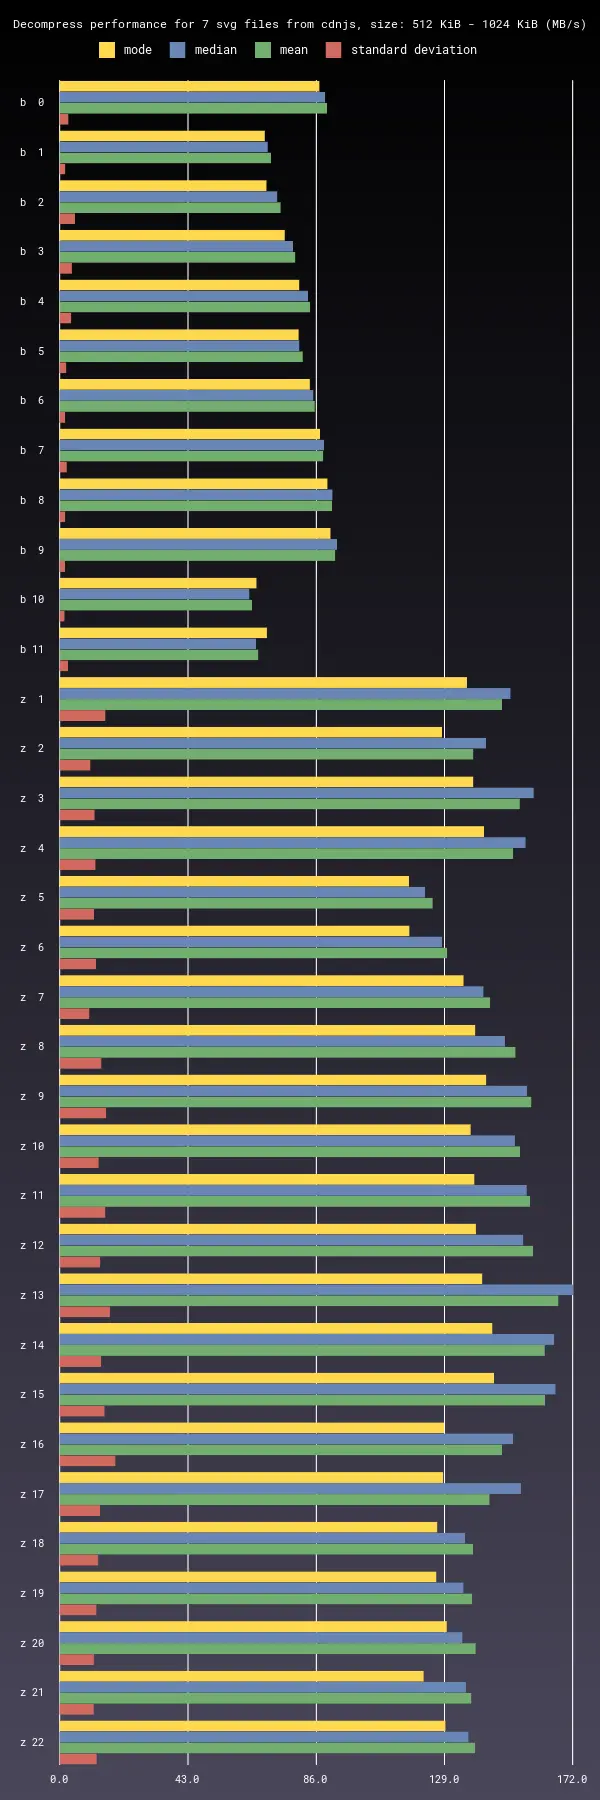 Decompress performance for 7 svg files from cdnjs, size: 512 KiB - 1024 KiB (MB/s)
mode median mean standard deviation
b 0
b 1
b 2
b 3
b 4
b 5
b 6
b 7
b 8
b 9
b 10
b 11
z 1
z 2
z 3
z 4
z 5
z 6
z 7
z 8
z 9
z 10
z 11
z 12
z 13
z 14
z 15
z 16
z 17
z 18
z 19
z 20
z 21
z 22
0.0 43.0 86.0 129.0 172.0